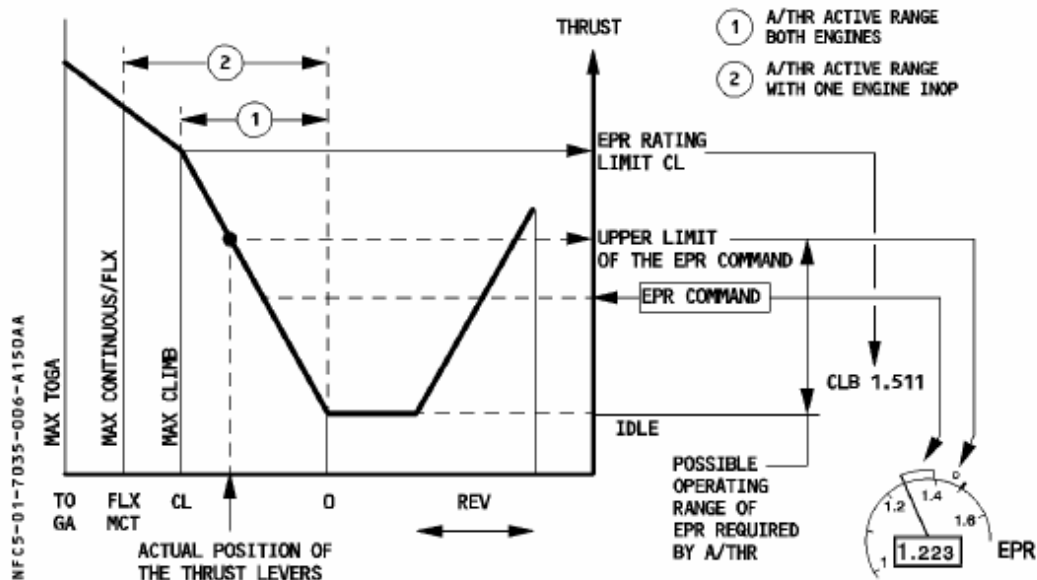 THRUST
1 A/THR ACTIVE RANGE
BOTH ENGINES
2 A/THR ACTIVE RANGE
WITH ONE ENGINE INOP
2
1
EPR RATING
LIMIT CL
UPPER LIMIT
OF THE EPR COMMAND
EPR COMMAND
CLB 1.511
IDLE
MAX TOGA
MAX CONTINUOUS/FLX
MAX CLIMB
TO
GA
FLX
MCT
CL
0
REV
ACTUAL POSITION OF
THE THRUST LEVERS
POSSIBLE
OPERATING
RANGE OF
EPR REQUIRED
BY A/THR
1
1.2
1.4
1.6
1.223
EPR
NFC5-01-7035-006-A150AA